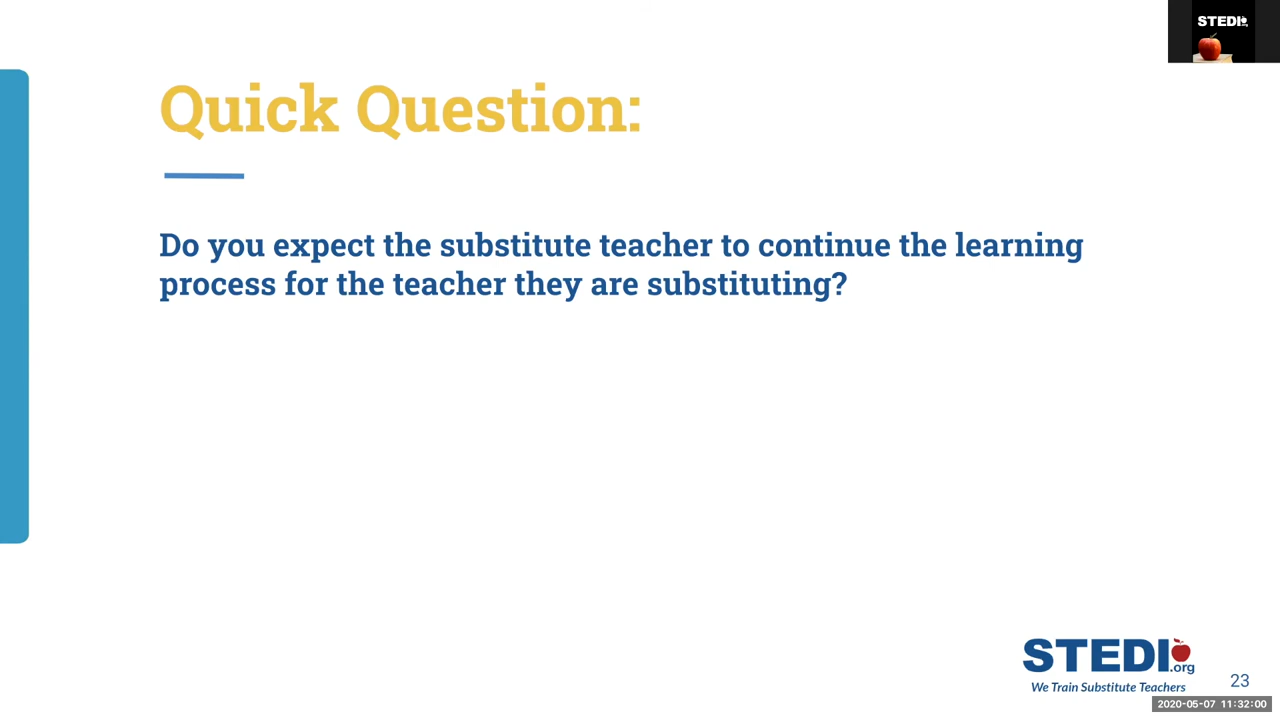 STEDI
Quick Question:
Do you expect the substitute teacher to continue the learning
process for the teacher they are substituting?
STEDI.org
We Train Substitute Teachers
23
2020-05-07 11:32:00